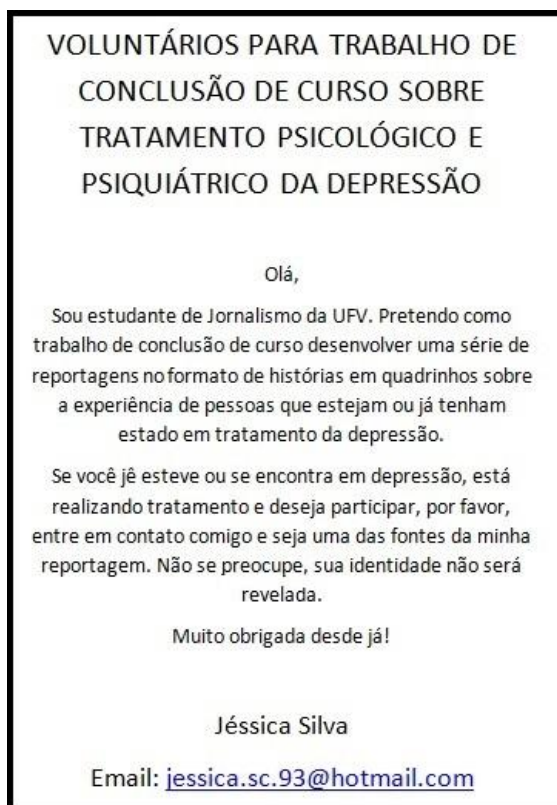 VOLUNTÁRIOS PARA TRABALHO DE
CONCLUSÃO DE CURSO SOBRE
TRATAMENTO PSICOLÓGICO E
PSIQUIÁTRICO DA DEPRESSÃO
Olá,
Sou estudante de Jornalismo da UFV. Pretendo como
trabalho de conclusão de curso desenvolver uma série de
reportagens no formato de histórias em quadrinhos sobre
a experiência de pessoas que estejam ou já tenham
estado em tratamento da depressão.
Se você jê esteve ou se encontra em depressão, está
realizando tratamento e deseja participar, por favor,
entre em contato comigo e seja uma das fontes da minha
reportagem. Não se preocupe, sua identidade não será
revelada.
Muito obrigada desde já!
Jéssica Silva
Email: jessica.sc.93@hotmail.com